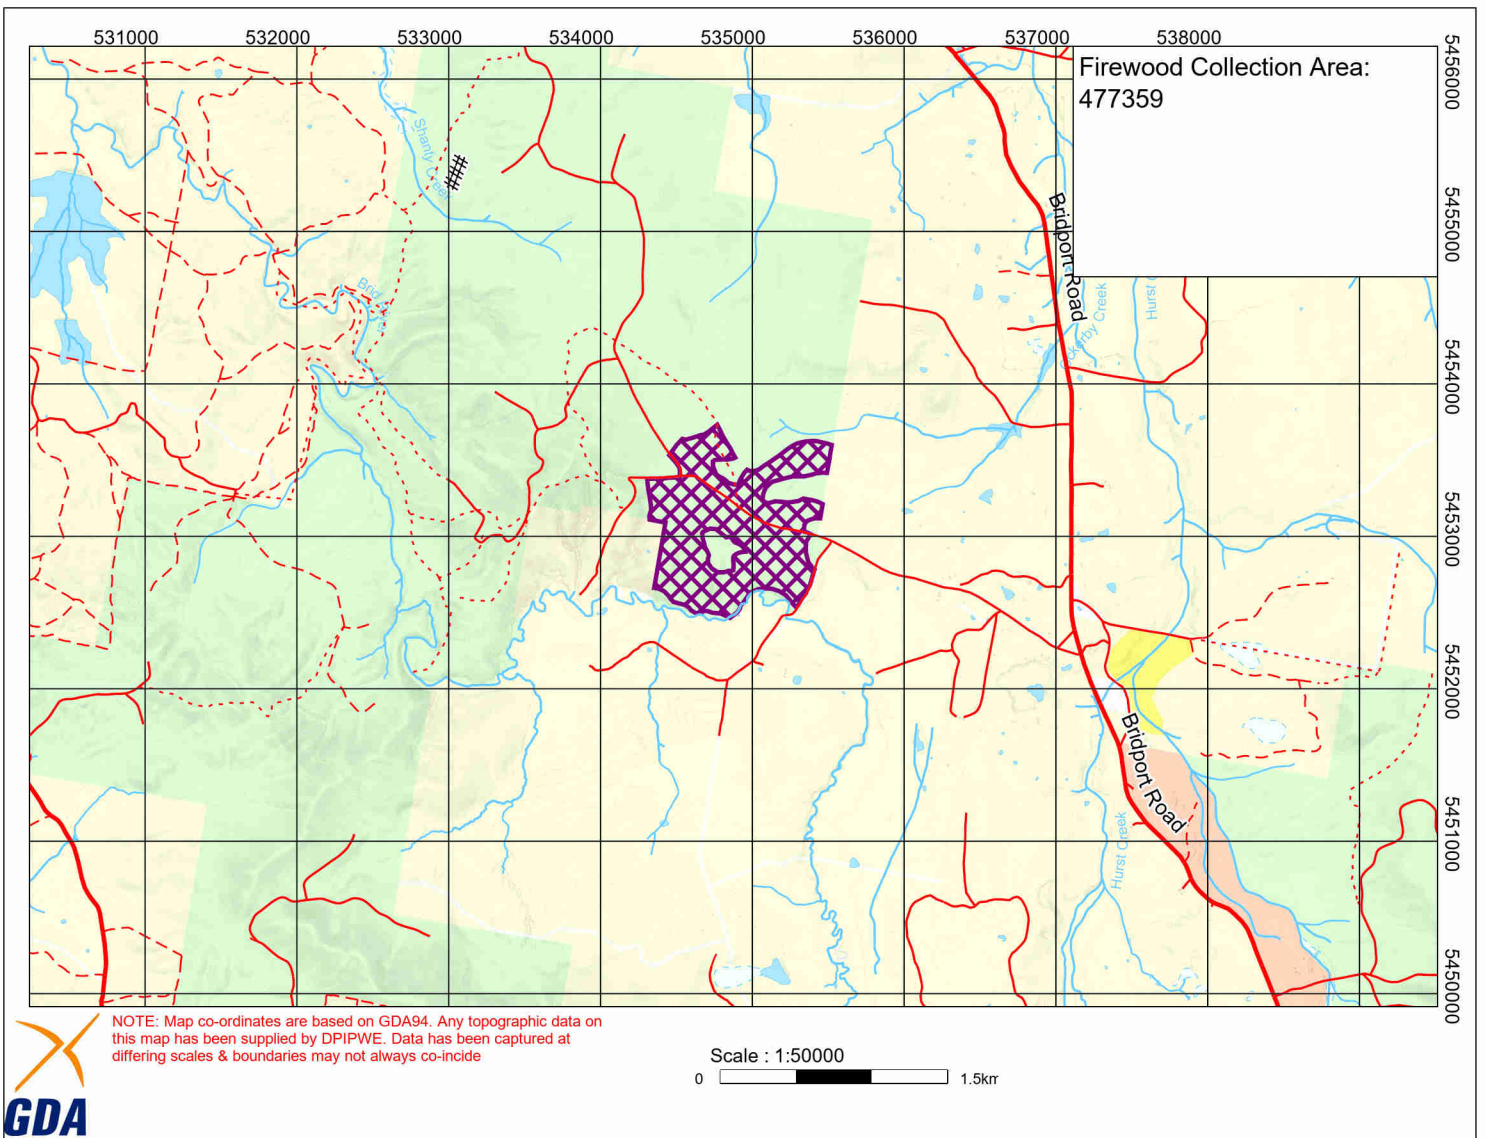 531000 532000 533000 534000 535000 536000 537000 538000
Firewood Collection Area:
477359
5456000
5455000
5454000
5453000
5452000
5451000
5450000
Shanty Creek
Bridport Road
Hurst C
Bridport Road
Hurst Creek
NOTE: Map co-ordinates are based on GDA94. Any topographic data on
this map has been supplied by DPIPWE. Data has been captured at
differing scales & boundaries may not always co-incide
Scale : 1:50000
0 1.5km
GDA